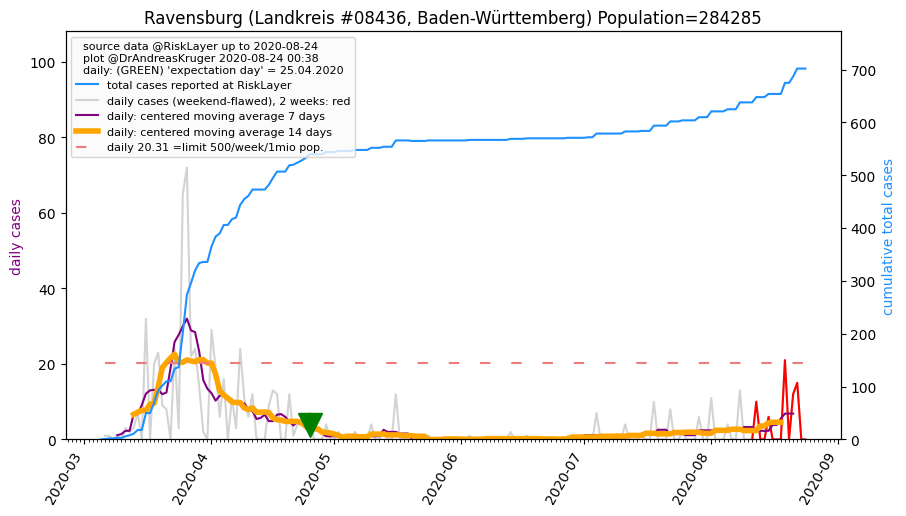 Ravensburg (Landkreis #08436, Baden-Württemberg) Population=284285
source data @RiskLayer up to 2020-08-24
plot @DrAndreasKruger 2020-08-24 00:38
daily: (GREEN) 'expectation day' = 25.04.2020
total cases reported at RiskLayer
daily cases (weekend-flawed), 2 weeks: red
daily: centered moving average 7 days
daily: centered moving average 14 days
daily 20.31 =limit 500/week/1mio pop.
daily cases
100
80
60
40
20
0
cumulative total cases
700
600
500
400
300
200
100
0
2020-03
2020-04
2020-05
2020-06
2020-07
2020-08
2020-09